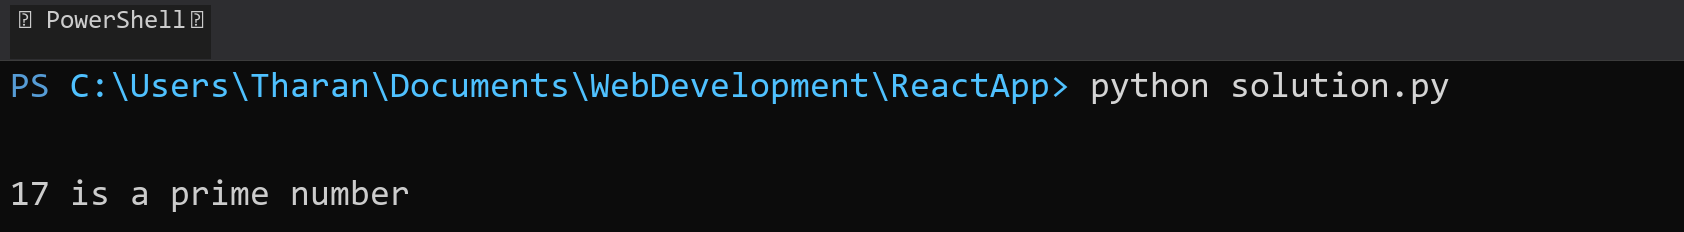 PowerShell
PS C:\Users\Tharan\Documents\WebDevelopment\ReactApp> python solution.py
17 is a prime number